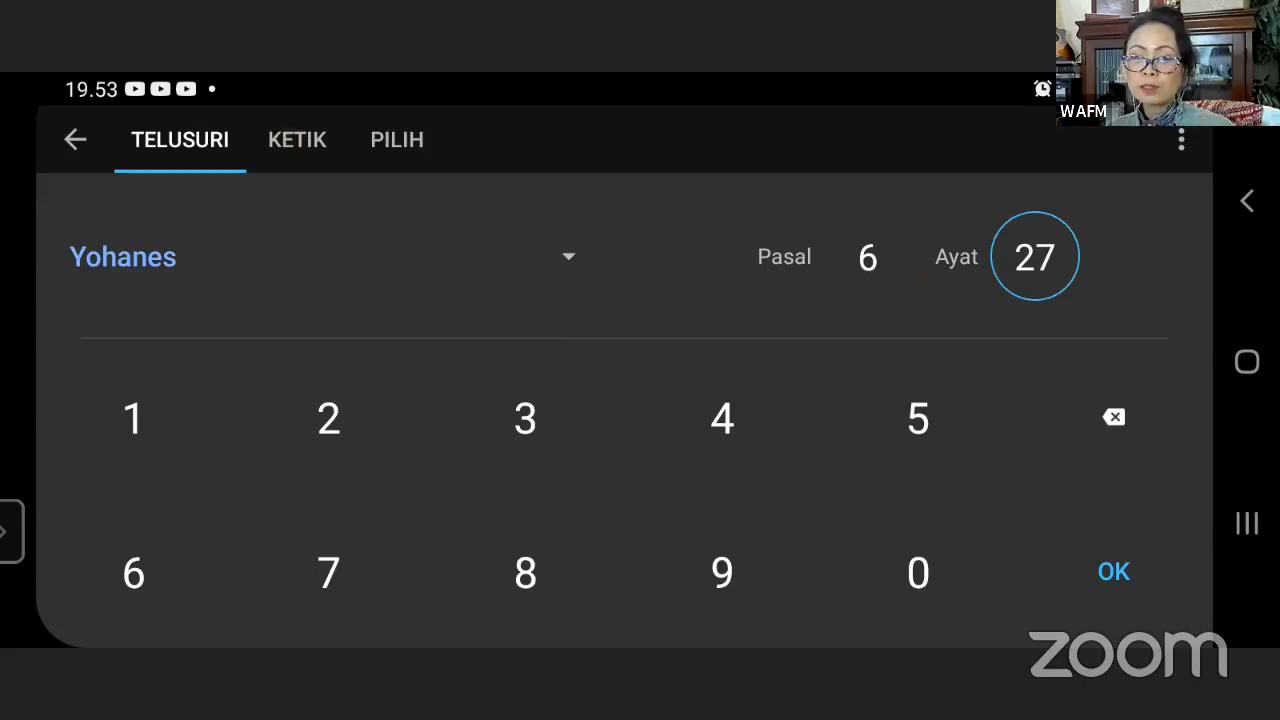 19.53
WAFM
TELUSURI KETIK PILIH
Yohanes Pasal 6 Ayat 27
1 2 3 4 5
6 7 8 9 0 OK
zoom